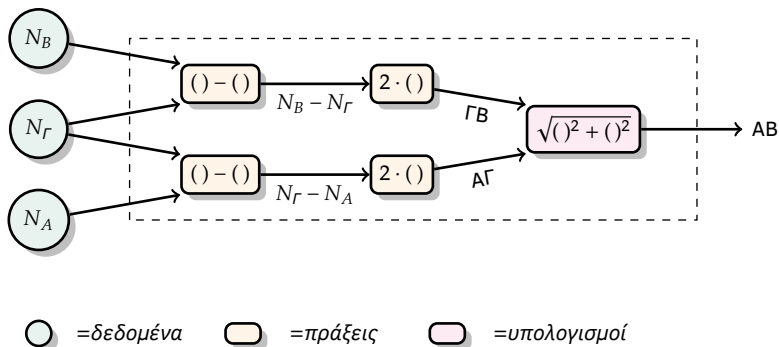 N_B
( ) − ( )
2 · ( )
N_B − N_Γ
ΓΒ
N_Γ
√( )² + ( )²
ΑΒ
( ) − ( )
2 · ( )
N_Γ − N_A
ΑΓ
N_A
=δεδομένα =πράξεις =υπολογισμοί